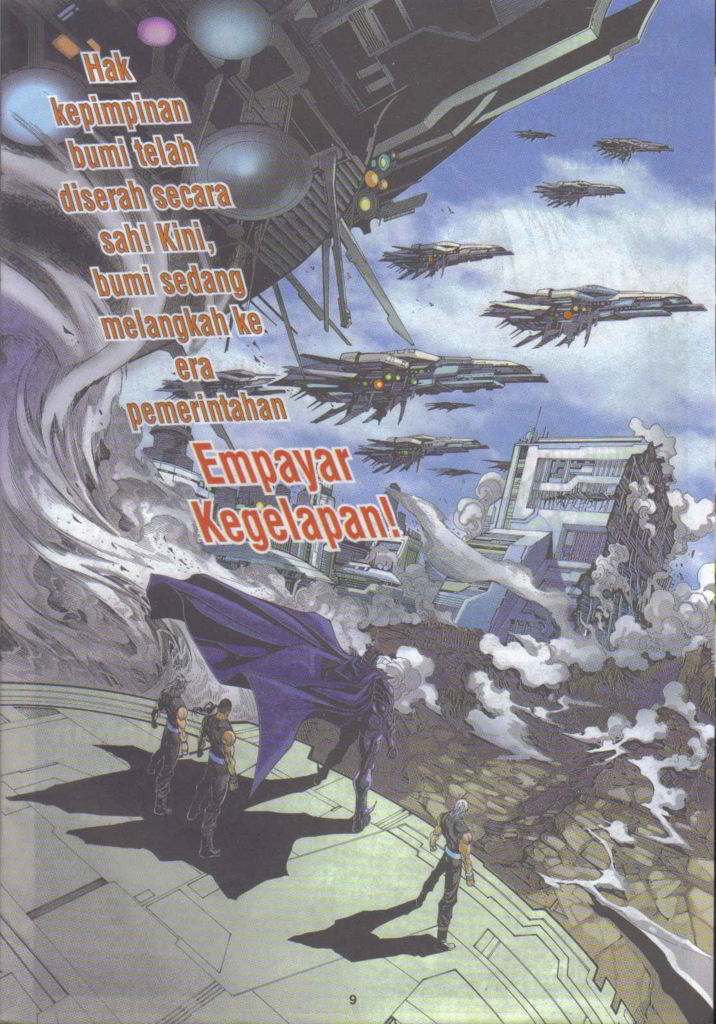 Hak
kepimpinan
bumi telah
diserah secara
sah! Kini,
bumi sedang
melangkah ke
era
pemerintahan
Empayar
Kegelapan!
9